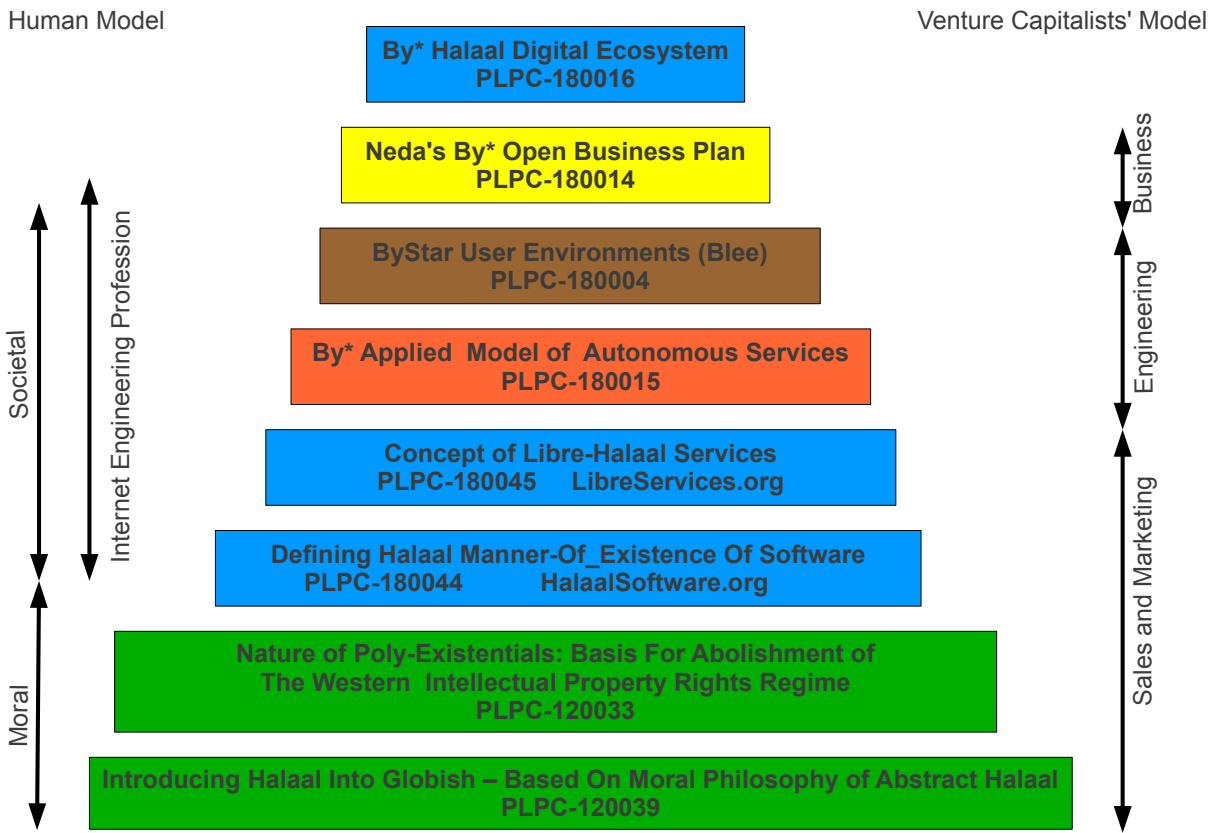 Human Model
Venture Capitalists' Model
By* Halaal Digital Ecosystem
PLPC-180016
Neda's By* Open Business Plan
PLPC-180014
ByStar User Environments (Blee)
PLPC-180004
By* Applied Model of Autonomous Services
PLPC-180015
Concept of Libre-Halaal Services
PLPC-180045 LibreServices.org
Defining Halaal Manner-Of_Existence Of Software
PLPC-180044 HalaalSoftware.org
Nature of Poly-Existentials: Basis For Abolishment of
The Western Intellectual Property Rights Regime
PLPC-120033
Introducing Halaal Into Globish – Based On Moral Philosophy of Abstract Halaal
PLPC-120039
Societal
Moral
Internet Engineering Profession
Business
Engineering
Sales and Marketing